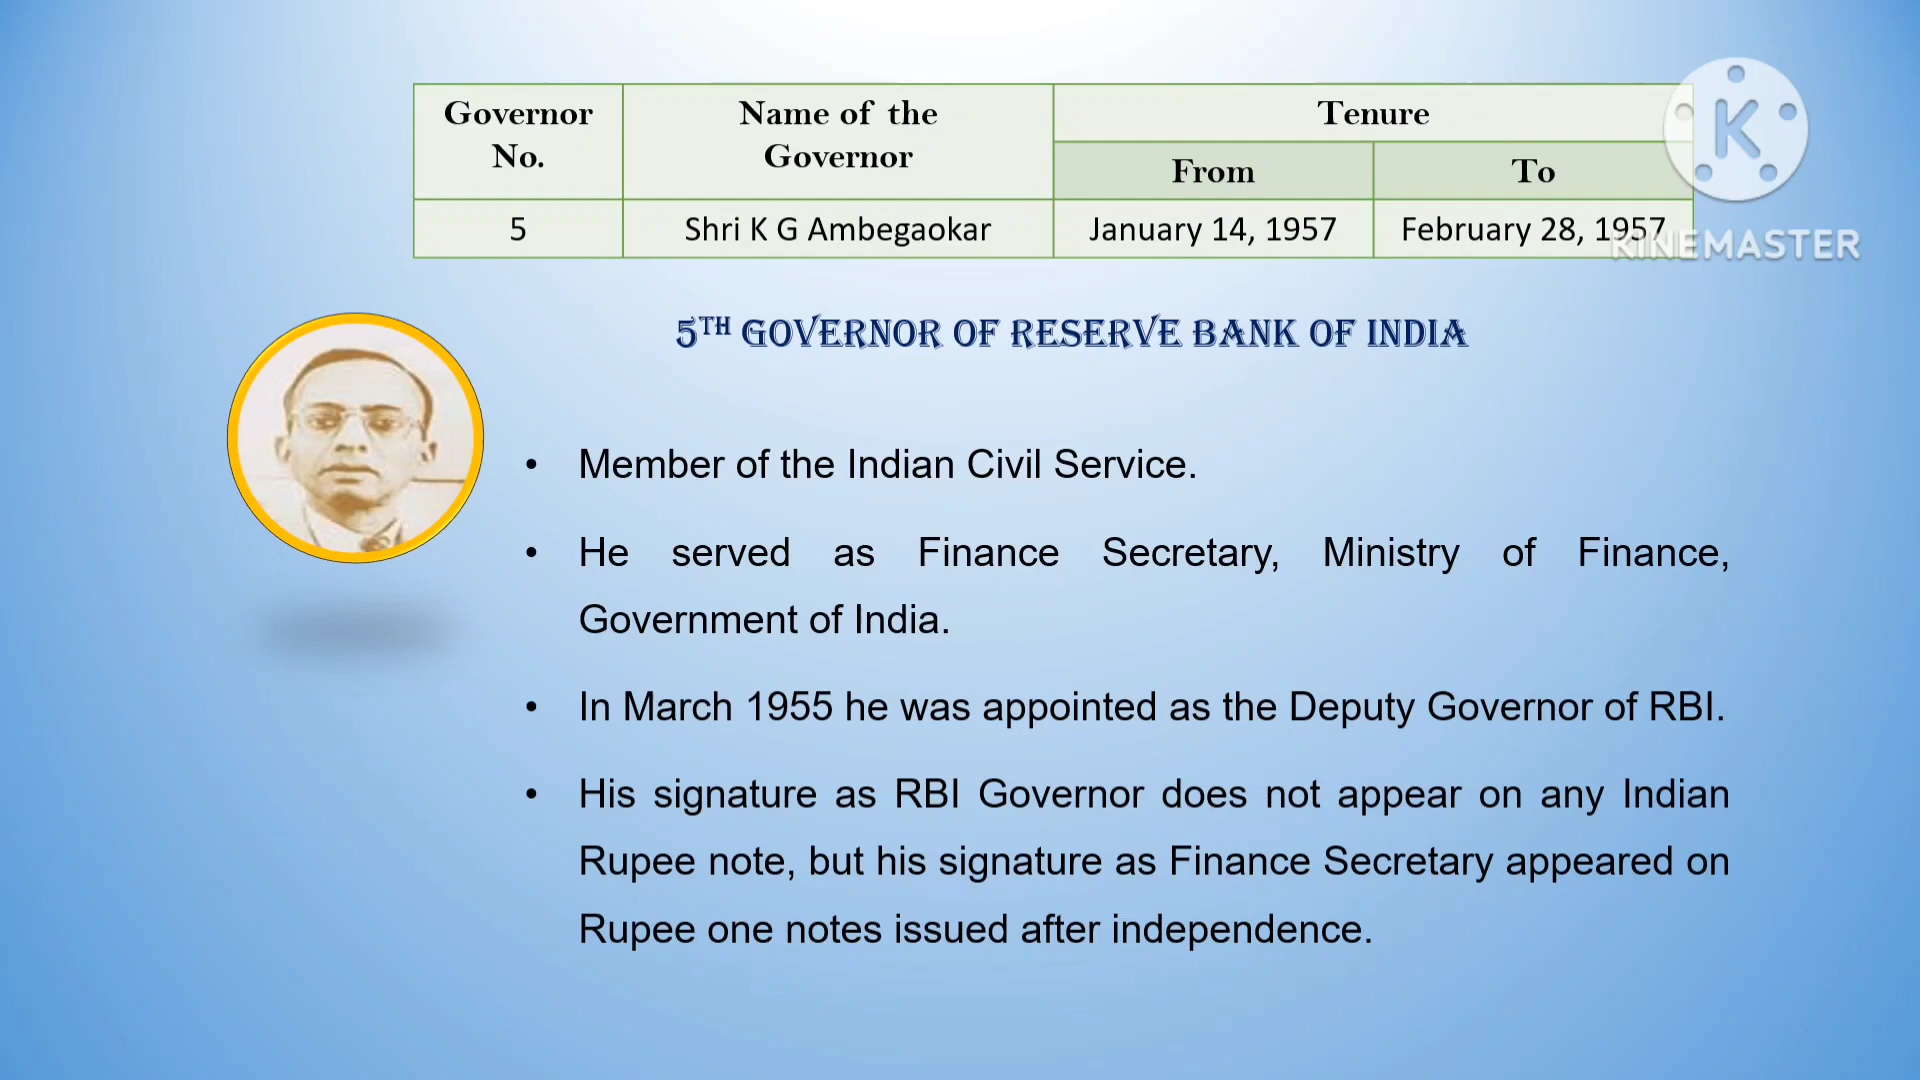 Governor No.
Name of the Governor
Tenure
From
To
5
Shri K G Ambegaokar
January 14, 1957
February 28, 1957
K
KINEMASTER
5TH GOVERNOR OF RESERVE BANK OF INDIA
• Member of the Indian Civil Service.
• He served as Finance Secretary, Ministry of Finance,
Government of India.
• In March 1955 he was appointed as the Deputy Governor of RBI.
• His signature as RBI Governor does not appear on any Indian
Rupee note, but his signature as Finance Secretary appeared on
Rupee one notes issued after independence.